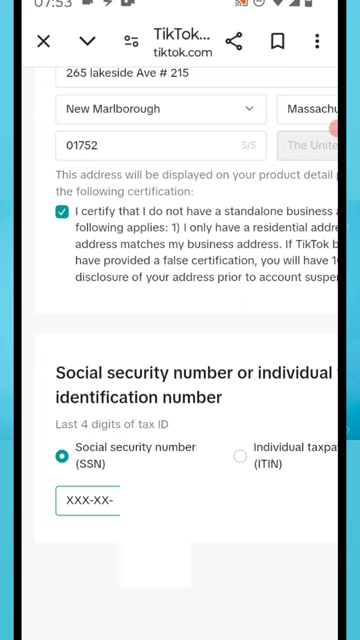 07:53
TikTok...
tiktok.com
265 lakeside Ave # 215
New Marlborough
Massachu
01752
5/5
The United
This address will be displayed on your product detail
the following certification:
I certify that I do not have a standalone business a
following applies: 1) I only have a residential addre
address matches my business address. If TikTok
have provided a false certification, you will have 1
disclosure of your address prior to account suspe
Social security number or individual
identification number
Last 4 digits of tax ID
Social security number
(SSN)
Individual taxpa
(ITIN)
XXX-XX-